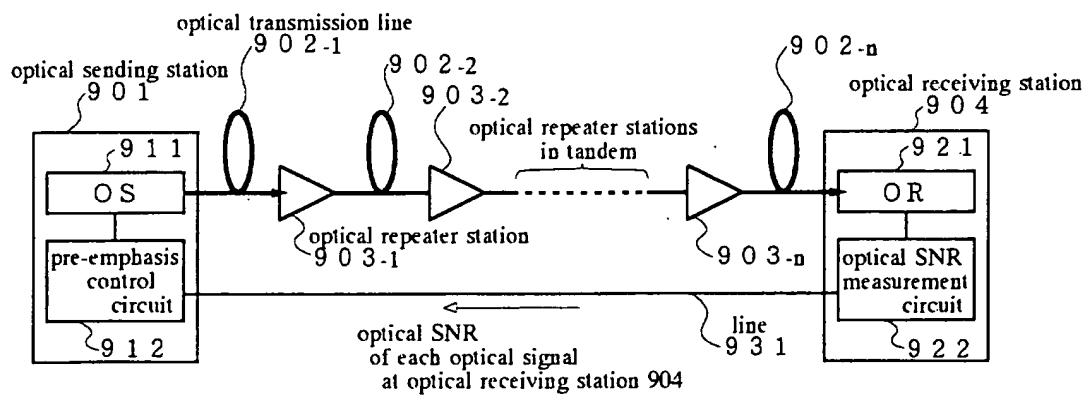 optical transmission line
902-1
optical sending station
901
902-2
903-2
902-n
optical receiving station
904
911
OS
optical repeater stations
in tandem
921
OR
optical repeater station
903-1
903-n
pre-emphasis
control
circuit
912
optical SNR
measurement
circuit
922
line
931
optical SNR
of each optical signal
at optical receiving station 904